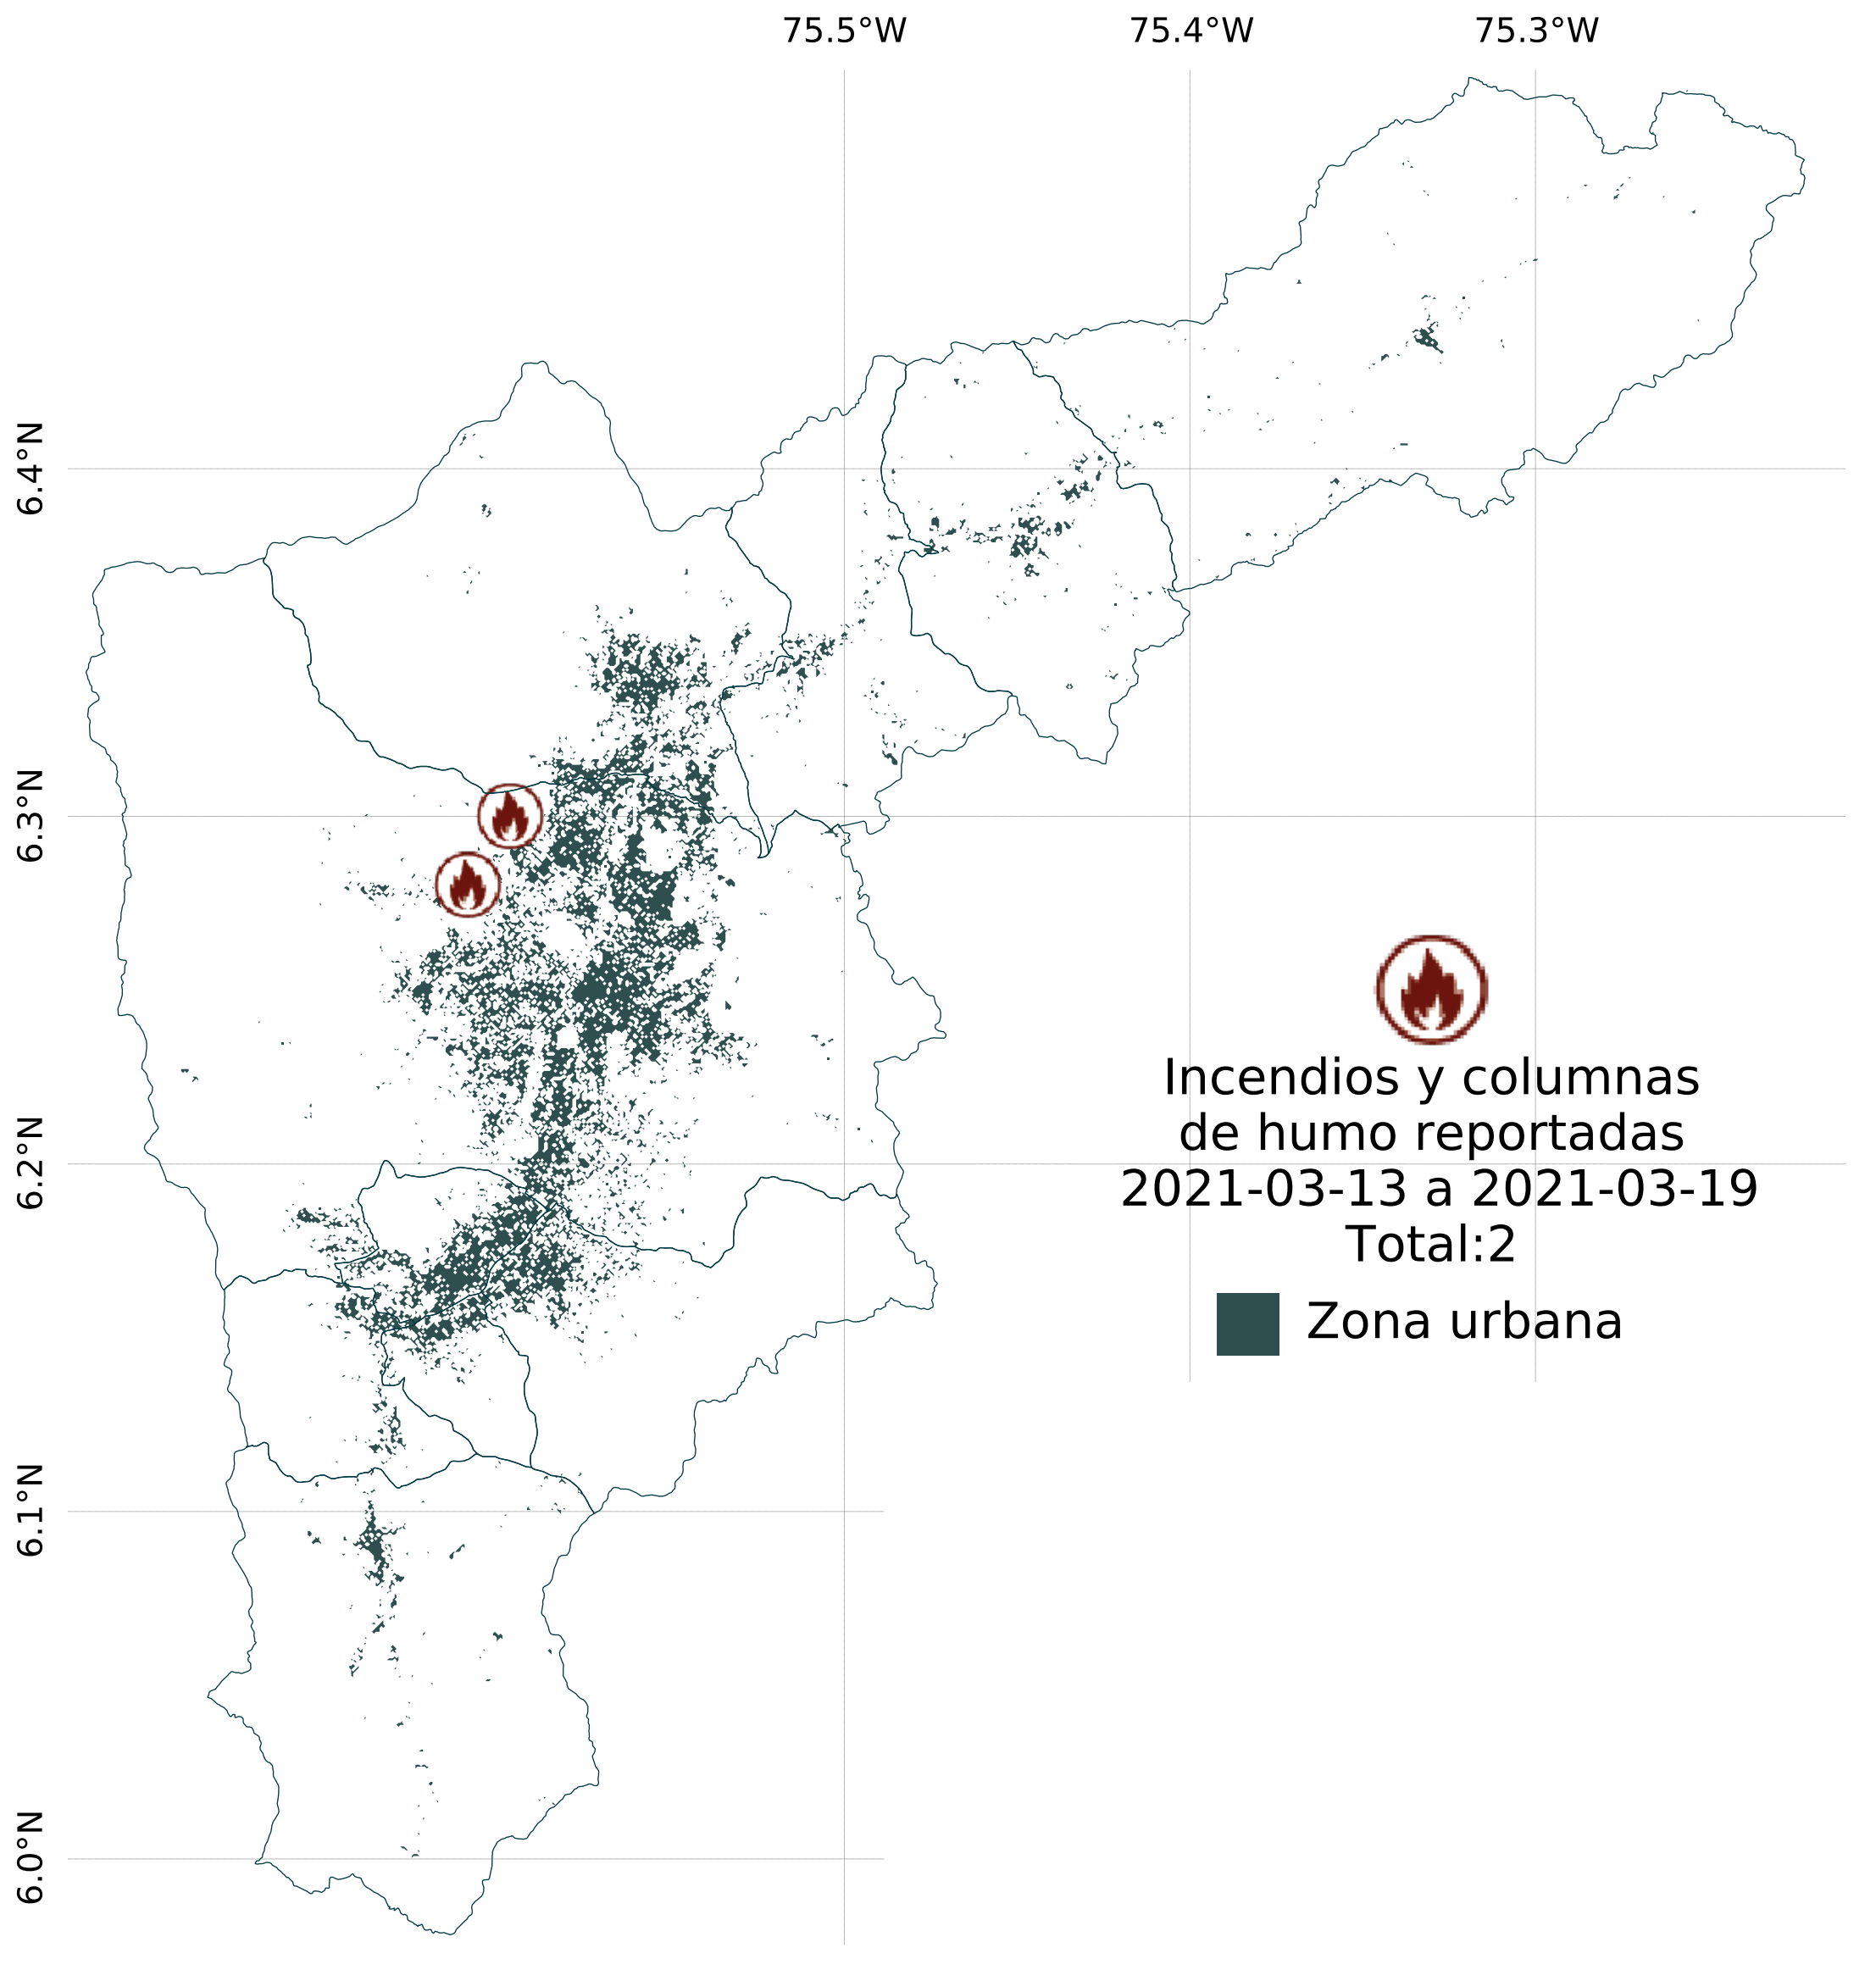 75.5°W 75.4°W 75.3°W
6.4°N
6.3°N
6.2°N
6.1°N
6.0°N
Incendios y columnas
de humo reportadas
2021-03-13 a 2021-03-19
Total:2
Zona urbana